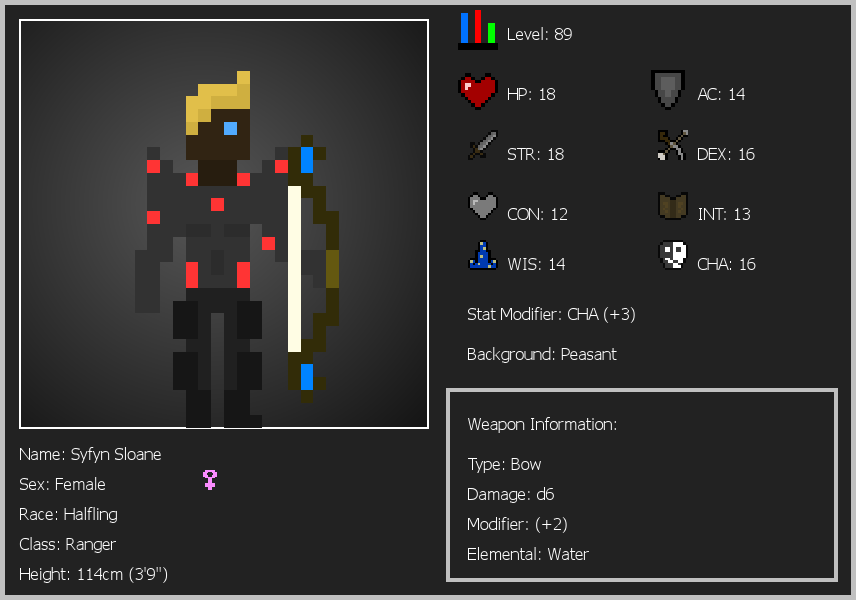 Level: 89
HP: 18
AC: 14
STR: 18
DEX: 16
CON: 12
INT: 13
WIS: 14
CHA: 16
Stat Modifier: CHA (+3)
Background: Peasant
Weapon Information:
Type: Bow
Damage: d6
Modifier: (+2)
Elemental: Water
Name: Syfyn Sloane
Sex: Female
Race: Halfling
Class: Ranger
Height: 114cm (3'9")